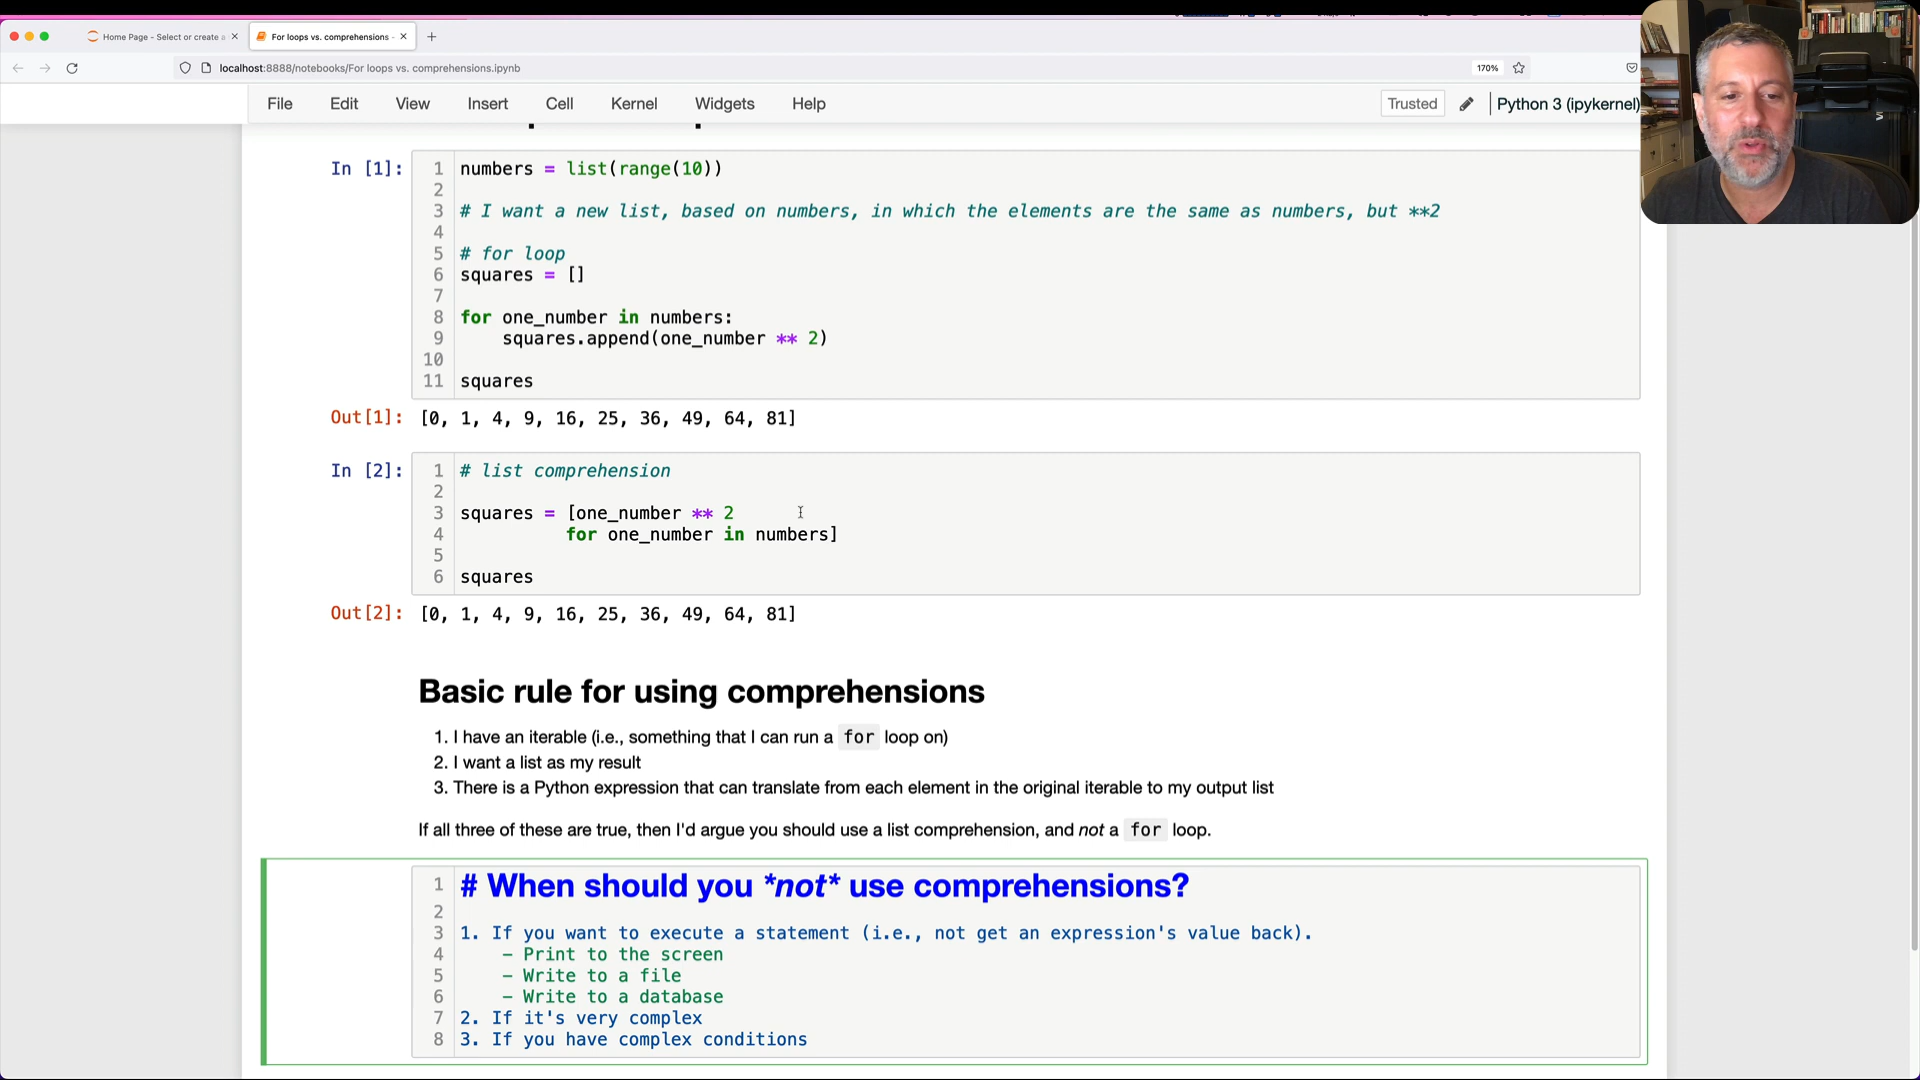 Home Page - Select or create a
For loops vs. comprehensions -
localhost:8888/notebooks/For loops vs. comprehensions.ipynb
170%
File Edit View Insert Cell Kernel Widgets Help
Trusted
Python 3 (ipykernel)
In [1]:
1 numbers = list(range(10))
2
3 # I want a new list, based on numbers, in which the elements are the same as numbers, but **2
4
5 # for loop
6 squares = []
7
8 for one_number in numbers:
9 squares.append(one_number ** 2)
10
11 squares
Out[1]: [0, 1, 4, 9, 16, 25, 36, 49, 64, 81]
In [2]:
1 # list comprehension
2
3 squares = [one_number ** 2
4 for one_number in numbers]
5
6 squares
Out[2]: [0, 1, 4, 9, 16, 25, 36, 49, 64, 81]
Basic rule for using comprehensions
1. I have an iterable (i.e., something that I can run a for loop on)
2. I want a list as my result
3. There is a Python expression that can translate from each element in the original iterable to my output list
If all three of these are true, then I'd argue you should use a list comprehension, and not a for loop.
1 # When should you *not* use comprehensions?
2
3 1. If you want to execute a statement (i.e., not get an expression's value back).
4 - Print to the screen
5 - Write to a file
6 - Write to a database
7 2. If it's very complex
8 3. If you have complex conditions